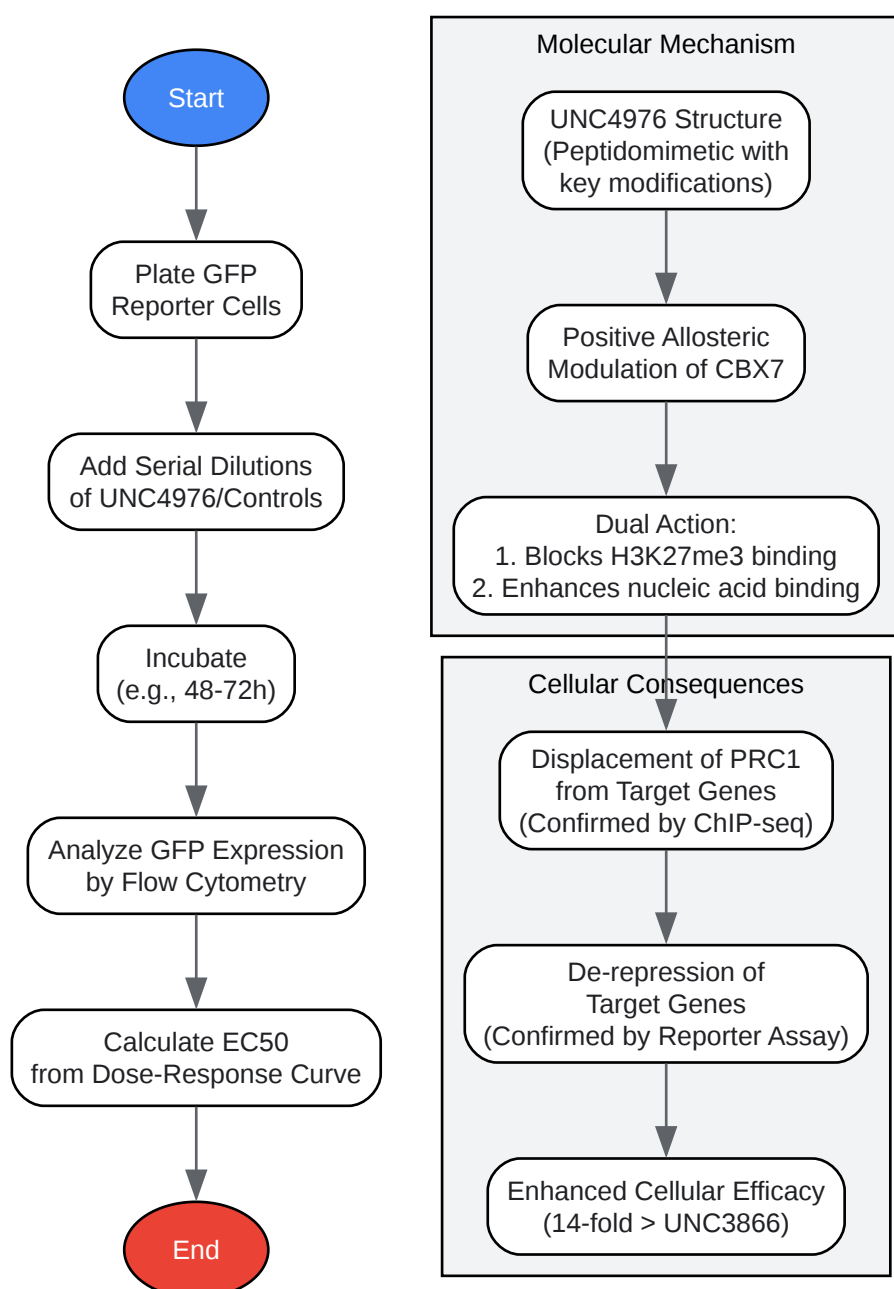 Start
Plate GFP
Reporter Cells
Add Serial Dilutions
of UNC4976/Controls
Incubate
(e.g., 48-72h)
Analyze GFP Expression
by Flow Cytometry
Calculate EC50
from Dose-Response Curve
End
Molecular Mechanism
UNC4976 Structure
(Peptidomimetic with
key modifications)
Positive Allosteric
Modulation of CBX7
Dual Action:
1. Blocks H3K27me3 binding
2. Enhances nucleic acid binding
Cellular Consequences
Displacement of PRC1
from Target Genes
(Confirmed by ChIP-seq)
De-repression of
Target Genes
(Confirmed by Reporter Assay)
Enhanced Cellular Efficacy
(14-fold > UNC3866)